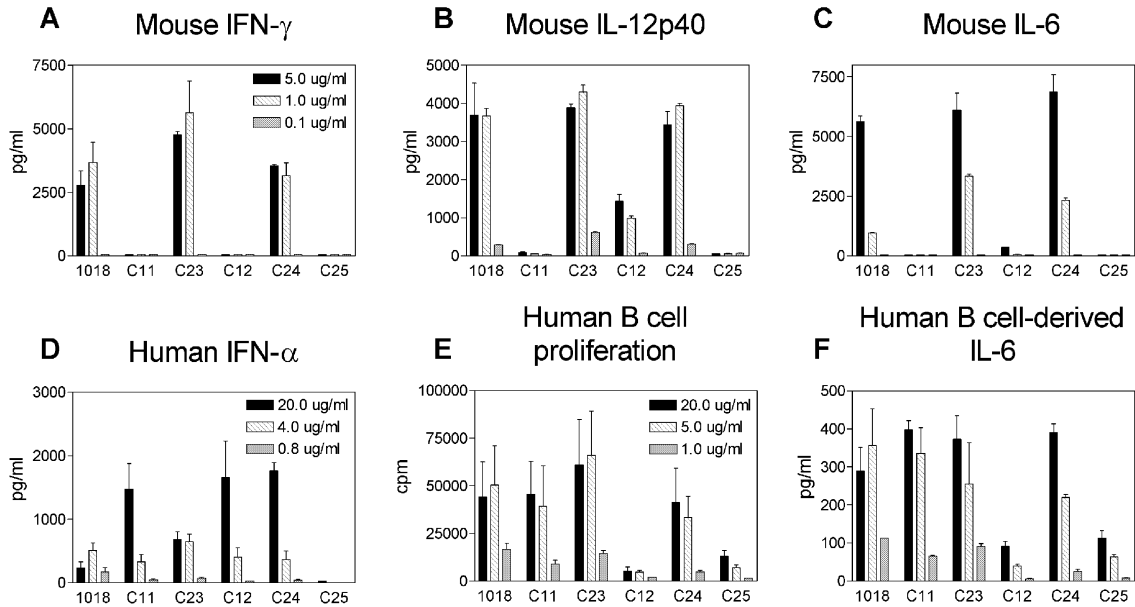 A Mouse IFN-γ
7500
5000
2500
0
pg/ml
5.0 ug/ml
1.0 ug/ml
0.1 ug/ml
1018 C11 C23 C12 C24 C25
B Mouse IL-12p40
5000
4000
3000
2000
1000
0
pg/ml
1018 C11 C23 C12 C24 C25
C Mouse IL-6
7500
5000
2500
0
pg/ml
1018 C11 C23 C12 C24 C25
D Human IFN-α
3000
2000
1000
0
pg/ml
20.0 ug/ml
4.0 ug/ml
0.8 ug/ml
1018 C11 C23 C12 C24 C25
Human B cell
E proliferation
100000
75000
50000
25000
0
cpm
20.0 ug/ml
5.0 ug/ml
1.0 ug/ml
1018 C11 C23 C12 C24 C25
Human B cell-derived
F IL-6
500
400
300
200
100
0
pg/ml
1018 C11 C23 C12 C24 C25